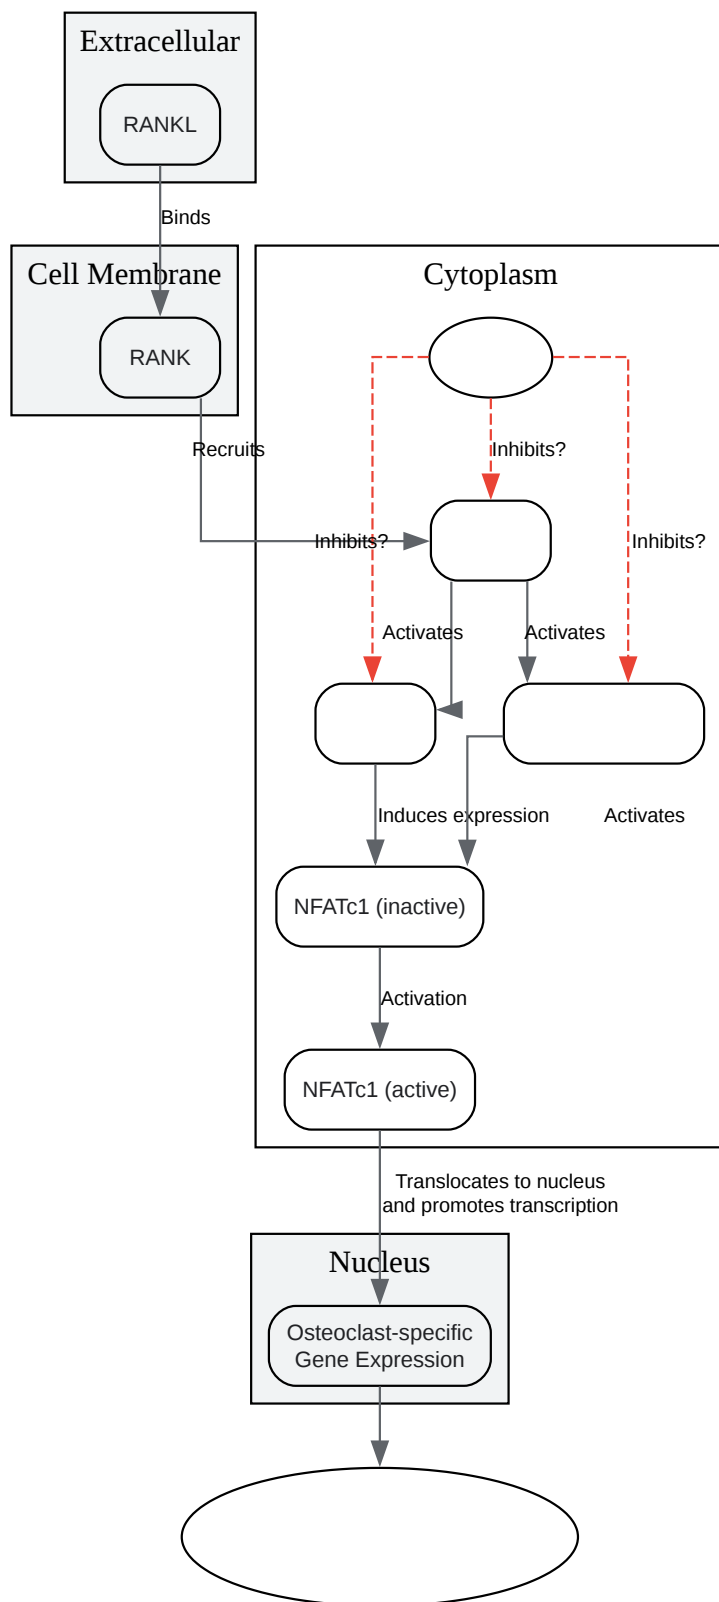 Extracellular
RANKL
Binds
Cell Membrane
Cytoplasm
RANK
Recruits
Inhibits?
Inhibits?
Inhibits?
Activates
Activates
Induces expression
Activates
NFATc1 (inactive)
Activation
NFATc1 (active)
Translocates to nucleus
and promotes transcription
Nucleus
Osteoclast-specific
Gene Expression